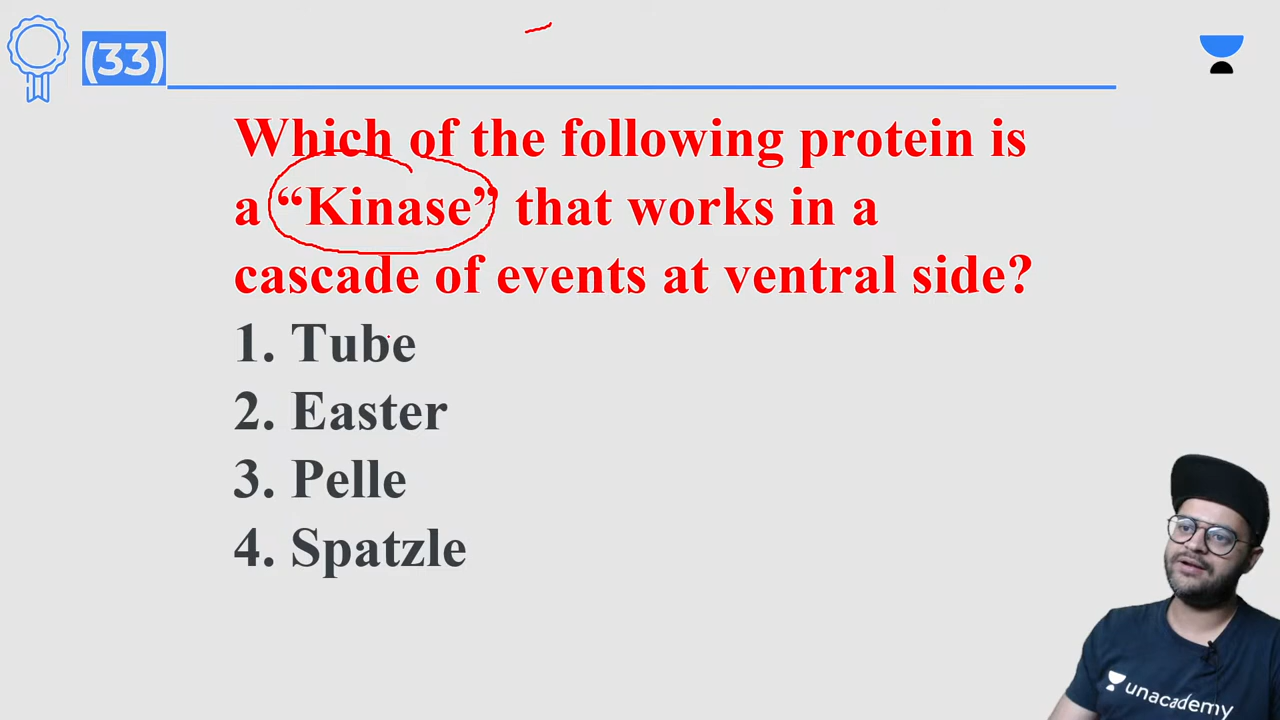 (33)
Which of the following protein is
a “Kinase” that works in a
cascade of events at ventral side?
1. Tube
2. Easter
3. Pelle
4. Spatzle
unacademy